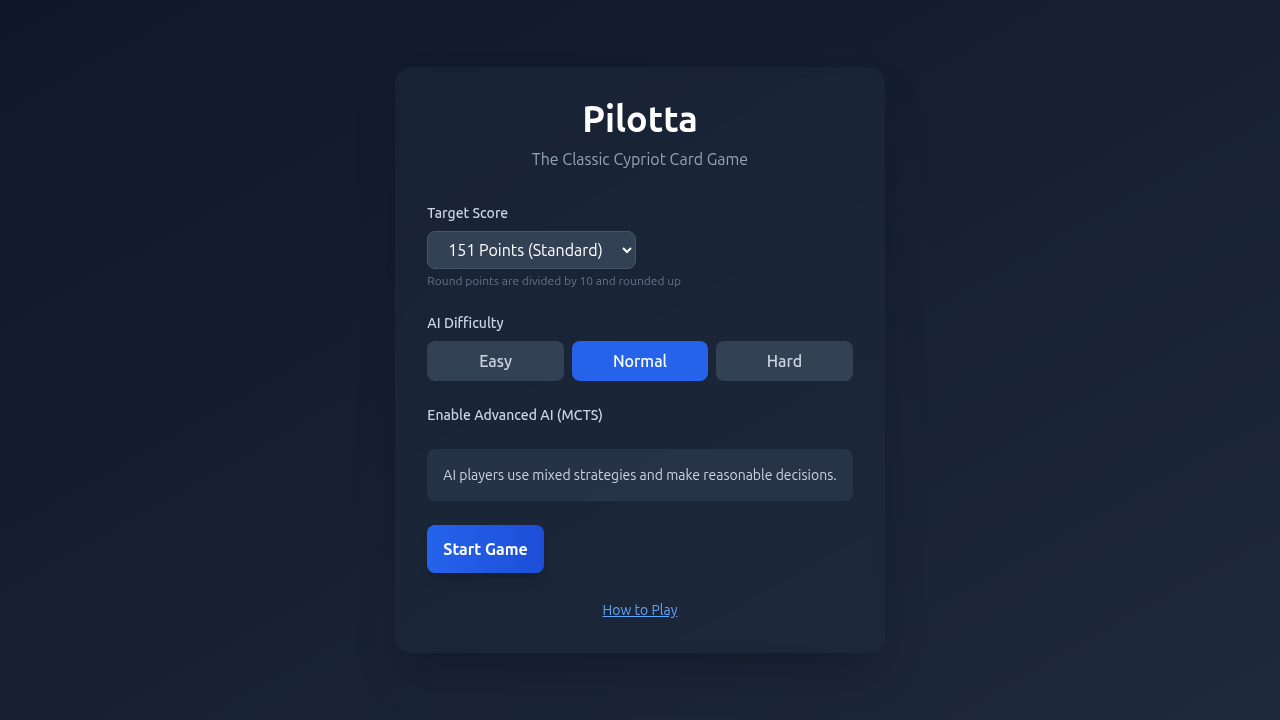 Pilotta
The Classic Cypriot Card Game
Target Score
151 Points (Standard)
Round points are divided by 10 and rounded up
AI Difficulty
Easy Normal Hard
Enable Advanced AI (MCTS)
AI players use mixed strategies and make reasonable decisions.
Start Game
How to Play